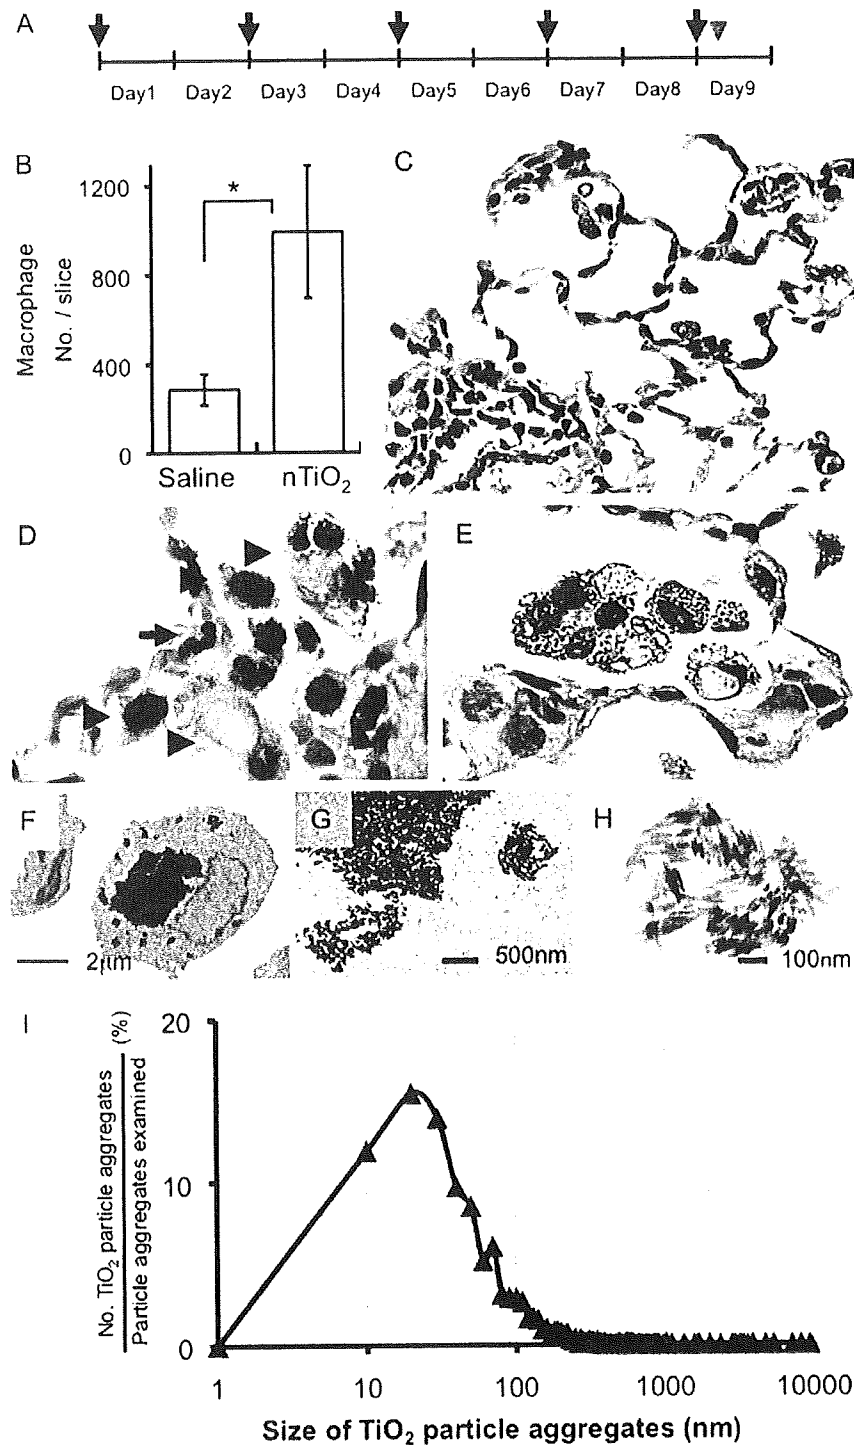 A
Day1 Day2 Day3 Day4 Day5 Day6 Day7 Day8 Day9
B
Macrophage
No. / slice
1200
800
400
0
*
Saline nTiO₂
C
D
E
F
2μm
G
500nm
H
100nm
I
No. TiO₂ particle aggregates
Particle aggregates examined
(%)
20
10
0
1 10 100 1000 10000
Size of TiO₂ particle aggregates (nm)